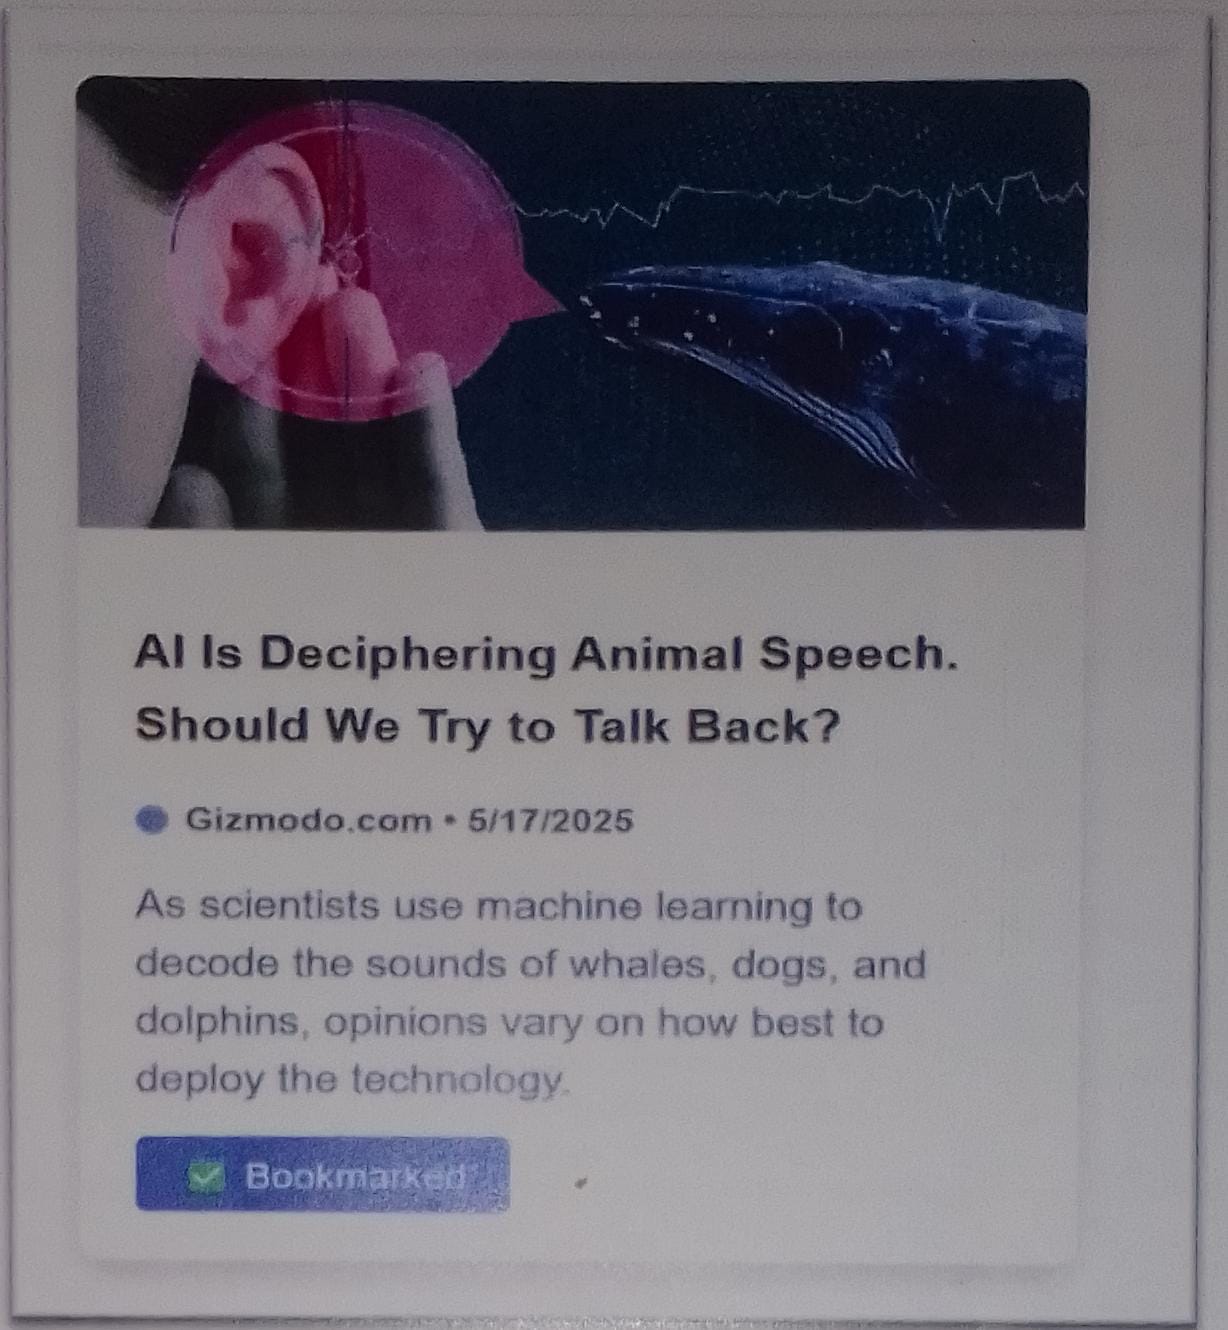 AI Is Deciphering Animal Speech.
Should We Try to Talk Back?
Gizmodo.com • 5/17/2025
As scientists use machine learning to
decode the sounds of whales, dogs, and
dolphins, opinions vary on how best to
deploy the technology.
✅ Bookmarked